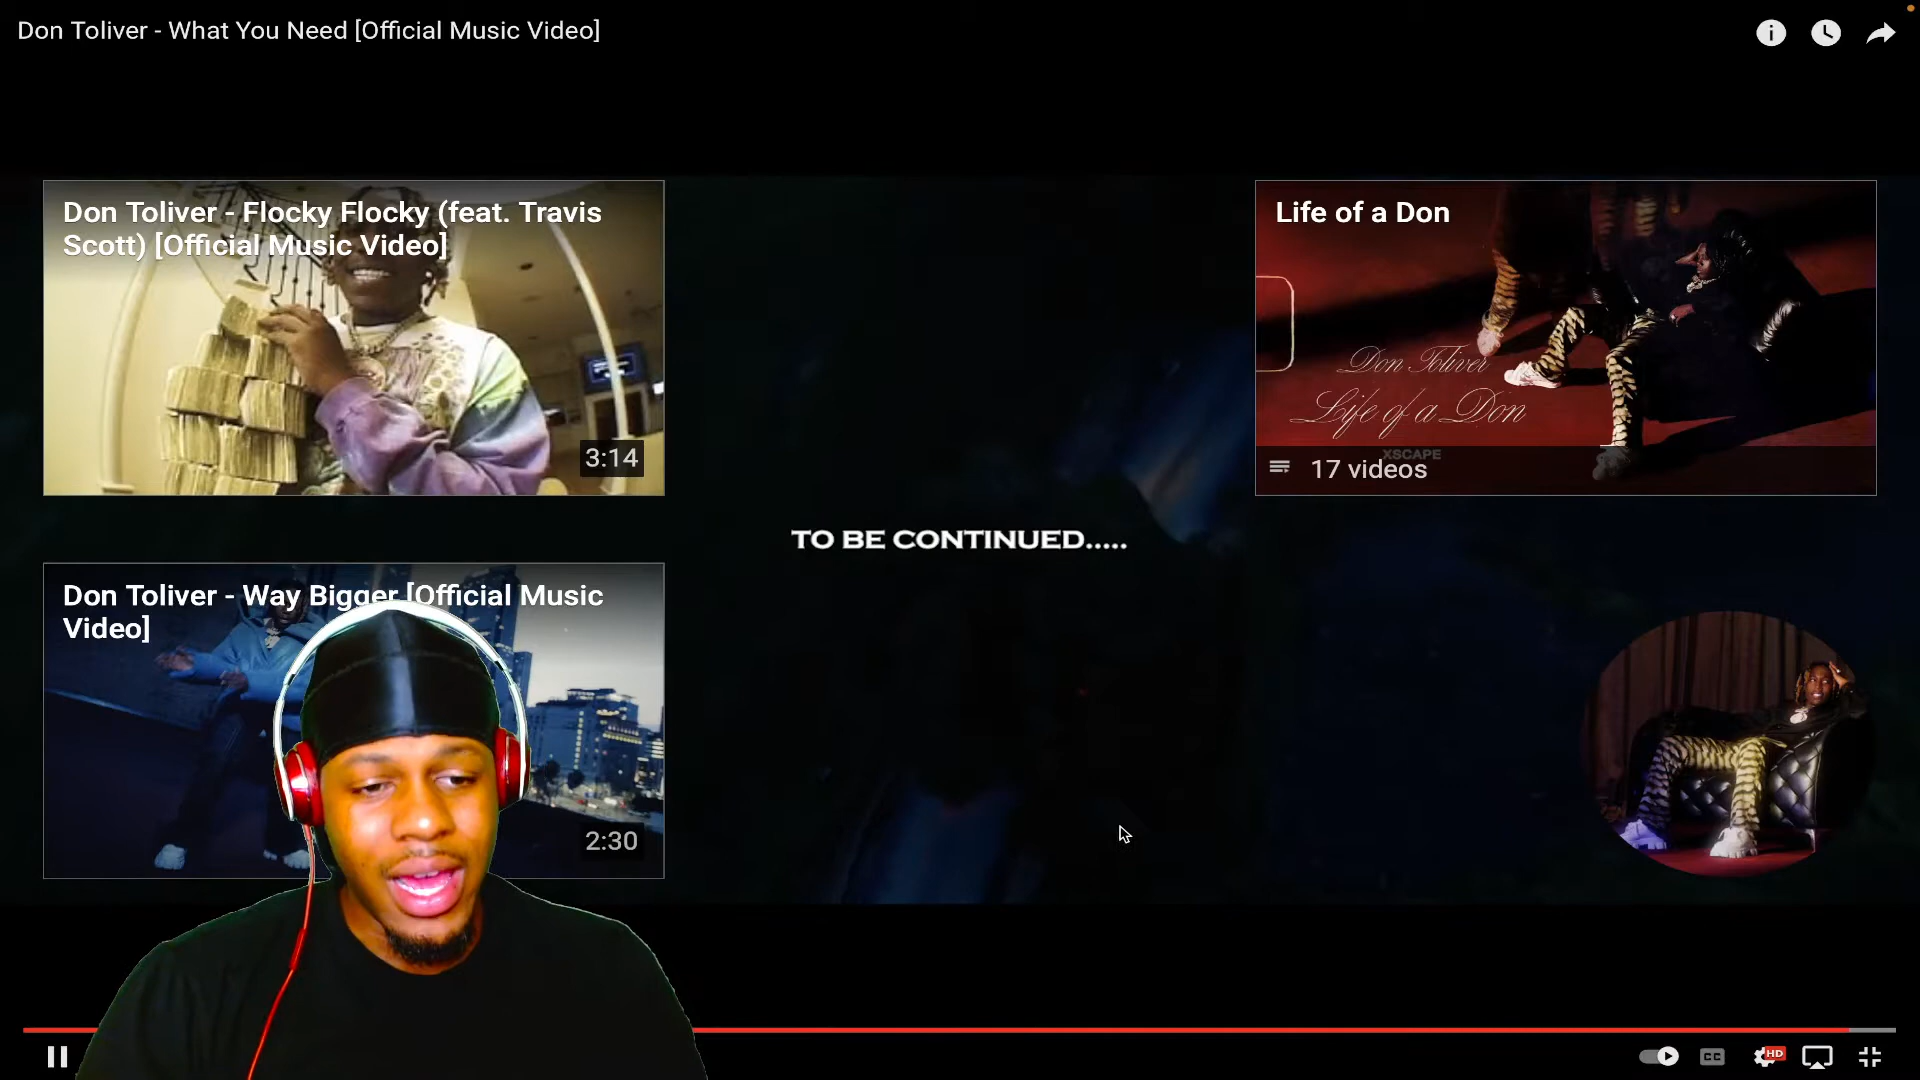 Don Toliver - What You Need [Official Music Video]
Don Toliver - Flocky Flocky (feat. Travis
Scott) [Official Music Video]
3:14
Life of a Don
Don Toliver
Life of a Don
XSCAPE
17 videos
TO BE CONTINUED.....
Don Toliver - Way Bigger [Official Music
Video]
2:30
CC
HD